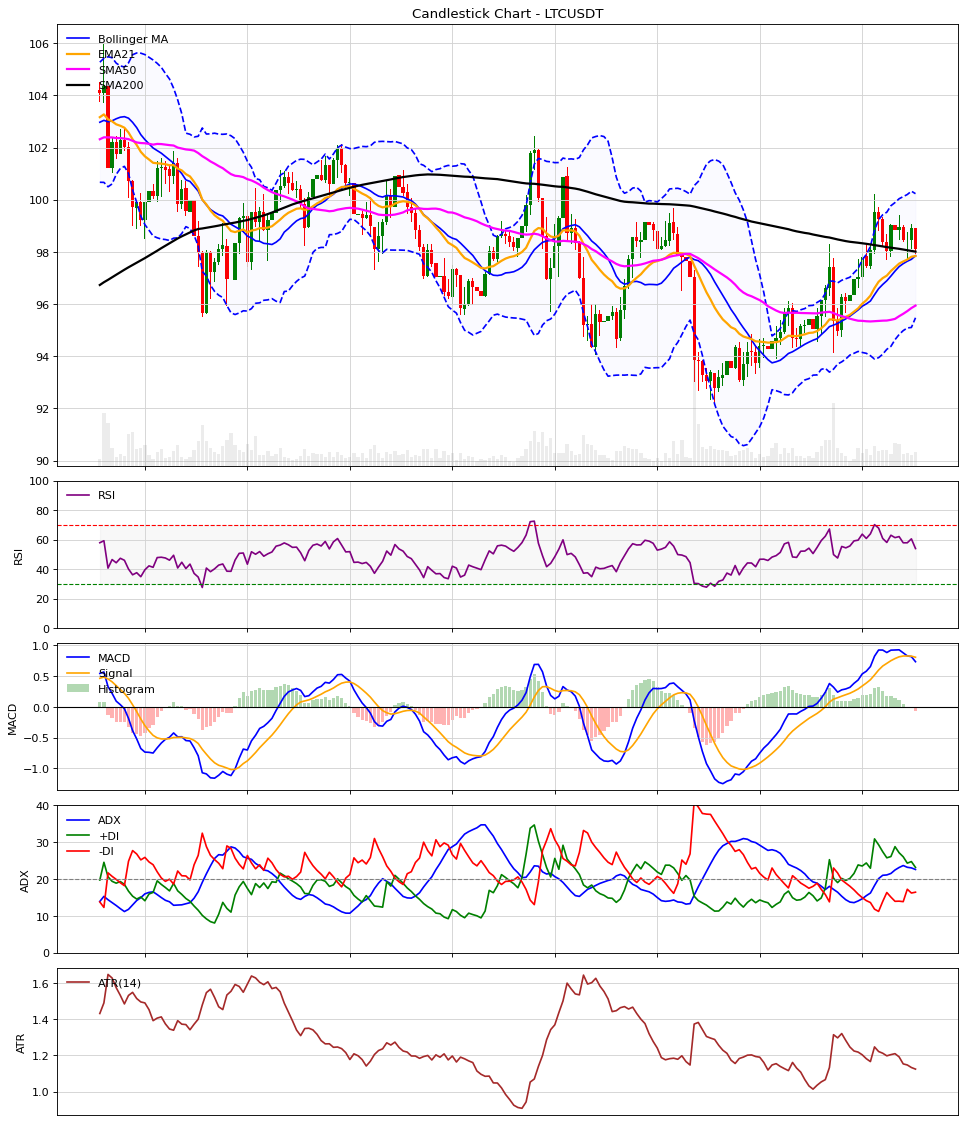 Candlestick Chart - LTCUSDT
Bollinger MA
EMA21
SMA50
SMA200
106
104
102
100
98
96
94
92
90
RSI
100
80
60
40
20
0
RSI
MACD
Signal
Histogram
1.0
0.5
0.0
−0.5
−1.0
MACD
ADX
+DI
-DI
40
30
20
10
0
ADX
ATR(14)
1.6
1.4
1.2
1.0
ATR